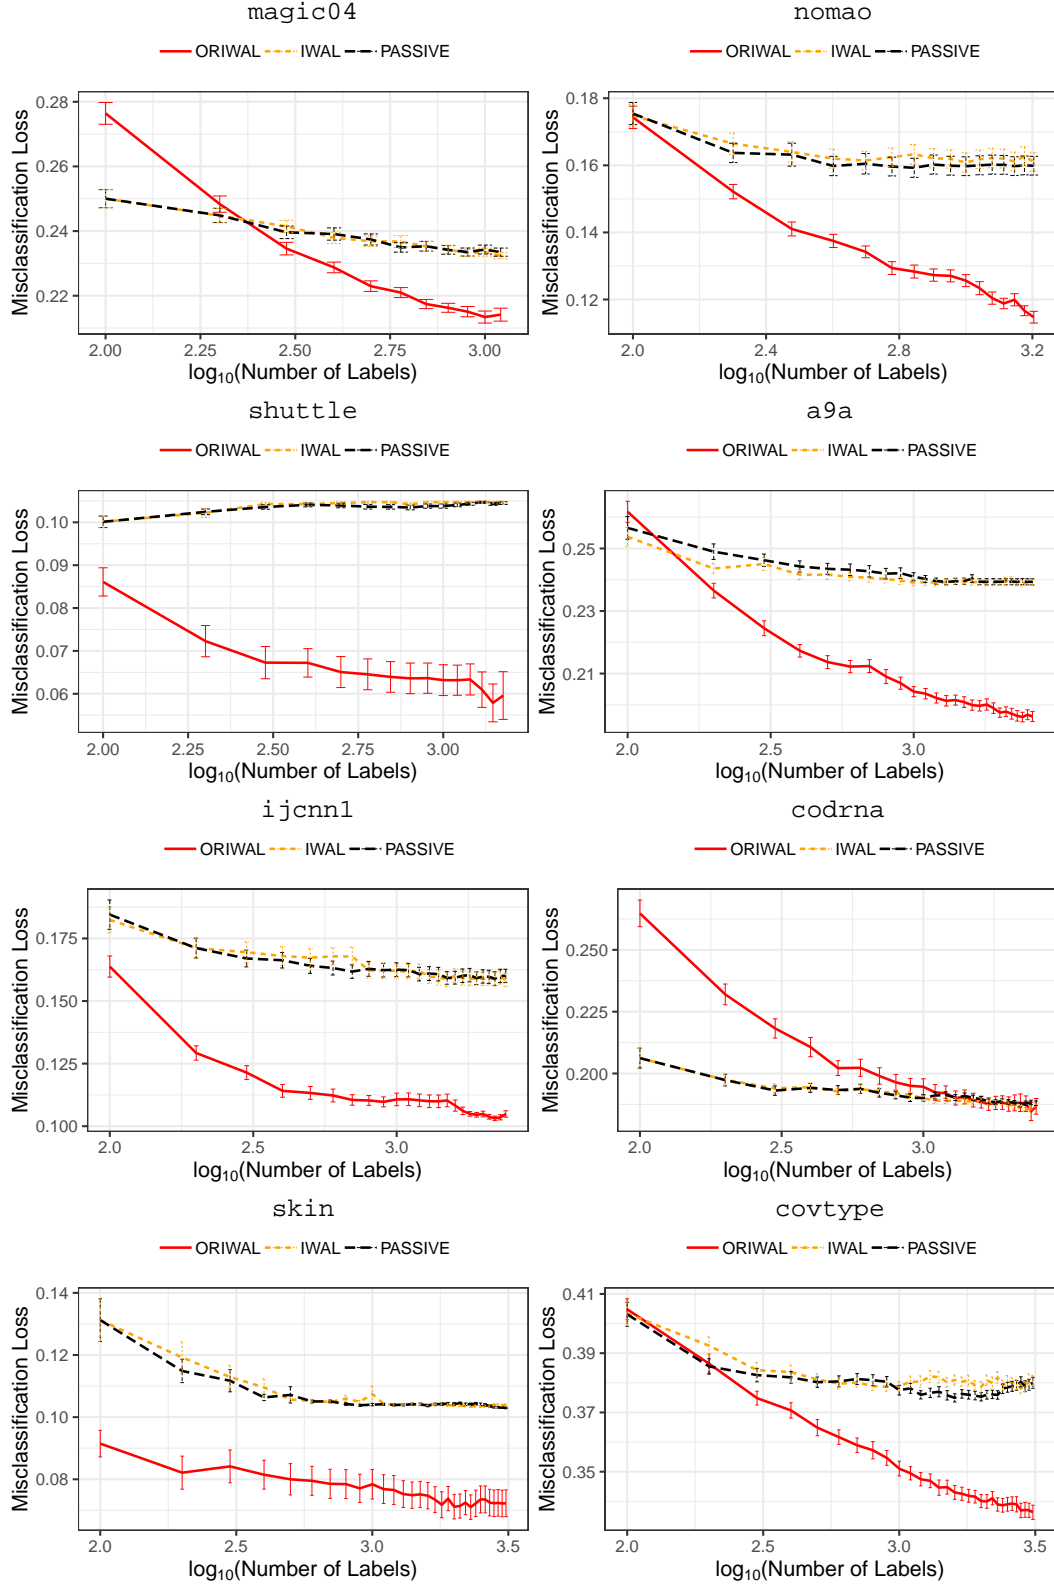 magic04
ORIWAL IWAL PASSIVE
Misclassification Loss
0.28
0.26
0.24
0.22
2.00 2.25 2.50 2.75 3.00
log10(Number of Labels)
nomao
ORIWAL IWAL PASSIVE
Misclassification Loss
0.18
0.16
0.14
0.12
2.0 2.4 2.8 3.2
log10(Number of Labels)
shuttle
ORIWAL IWAL PASSIVE
Misclassification Loss
0.10
0.09
0.08
0.07
0.06
2.00 2.25 2.50 2.75 3.00
log10(Number of Labels)
a9a
ORIWAL IWAL PASSIVE
Misclassification Loss
0.25
0.23
0.21
2.0 2.5 3.0
log10(Number of Labels)
ijcnn1
ORIWAL IWAL PASSIVE
Misclassification Loss
0.175
0.150
0.125
0.100
2.0 2.5 3.0
log10(Number of Labels)
codrna
ORIWAL IWAL PASSIVE
Misclassification Loss
0.250
0.225
0.200
2.0 2.5 3.0
log10(Number of Labels)
skin
ORIWAL IWAL PASSIVE
Misclassification Loss
0.14
0.12
0.10
0.08
2.0 2.5 3.0 3.5
log10(Number of Labels)
covtype
ORIWAL IWAL PASSIVE
Misclassification Loss
0.41
0.39
0.37
0.35
2.0 2.5 3.0 3.5
log10(Number of Labels)